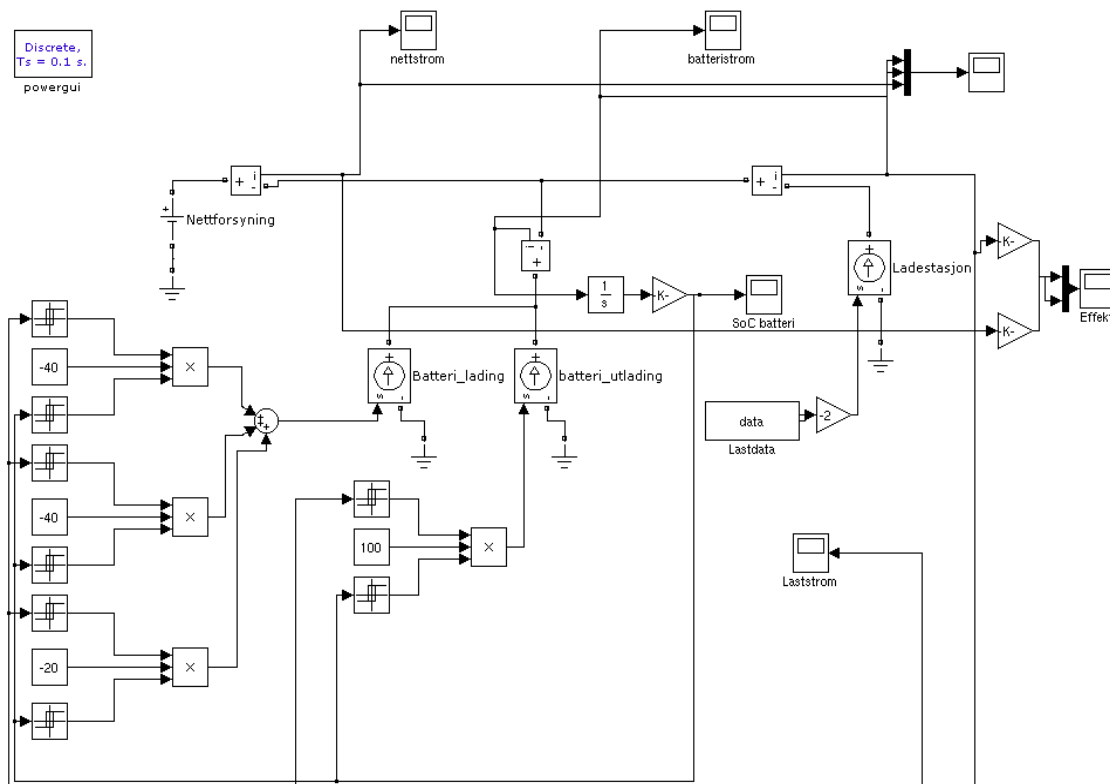 nettstrom
batteristrom
Discrete,
Ts = 0.1 s.
powergui
+
i
-
+
i
-
+
Nettforsyning
i
-
+
+
s
-
Ladestasjon
1
s
-K-
SoC batteri
-K-
-K-
Effekt
-40
×
+
s
-
Batteri_lading
+
s
-
batteri_utlading
+
+
+
data
Lastdata
-2
-40
×
100
×
Laststrom
-20
×